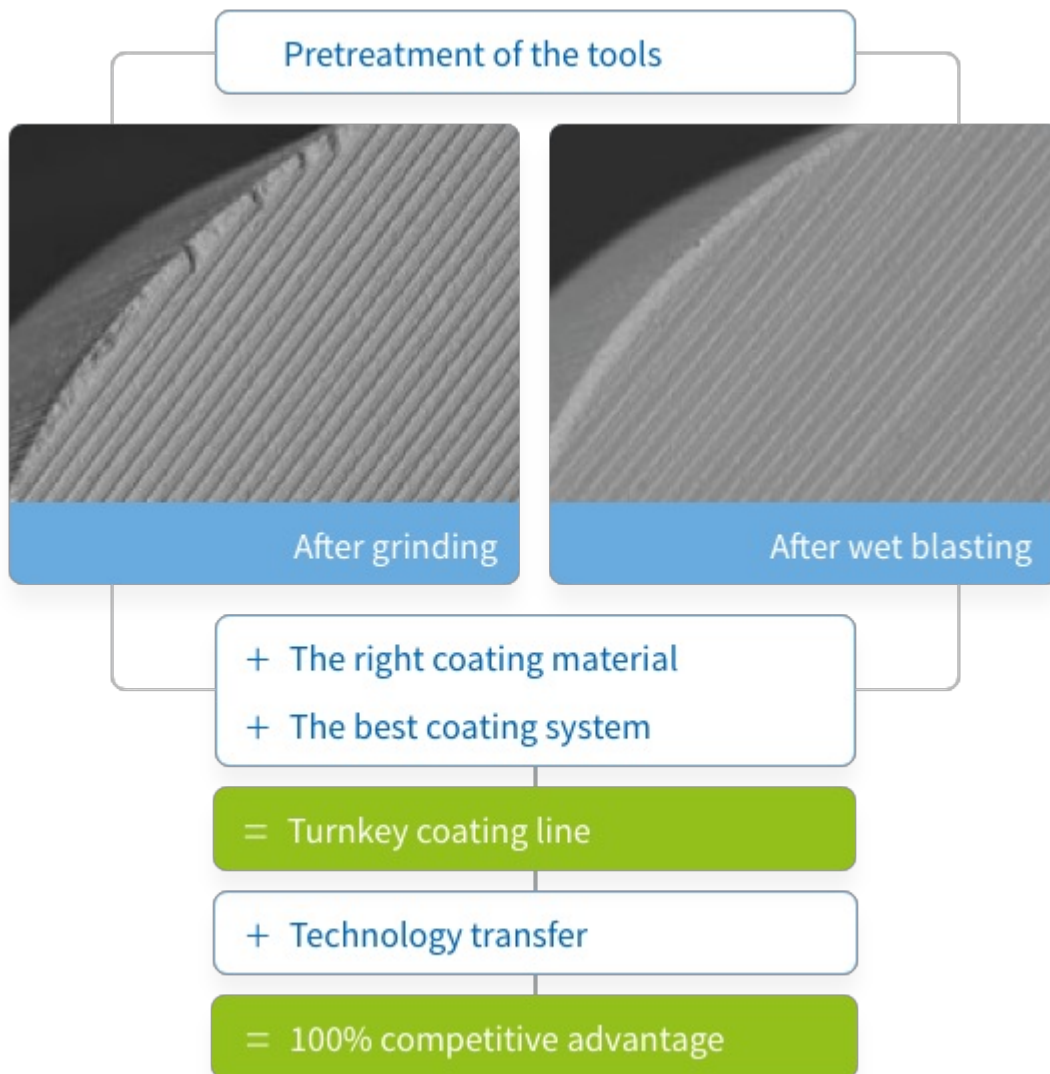 Pretreatment of the tools
After grinding
After wet blasting
+ The right coating material
+ The best coating system
= Turnkey coating line
+ Technology transfer
= 100% competitive advantage